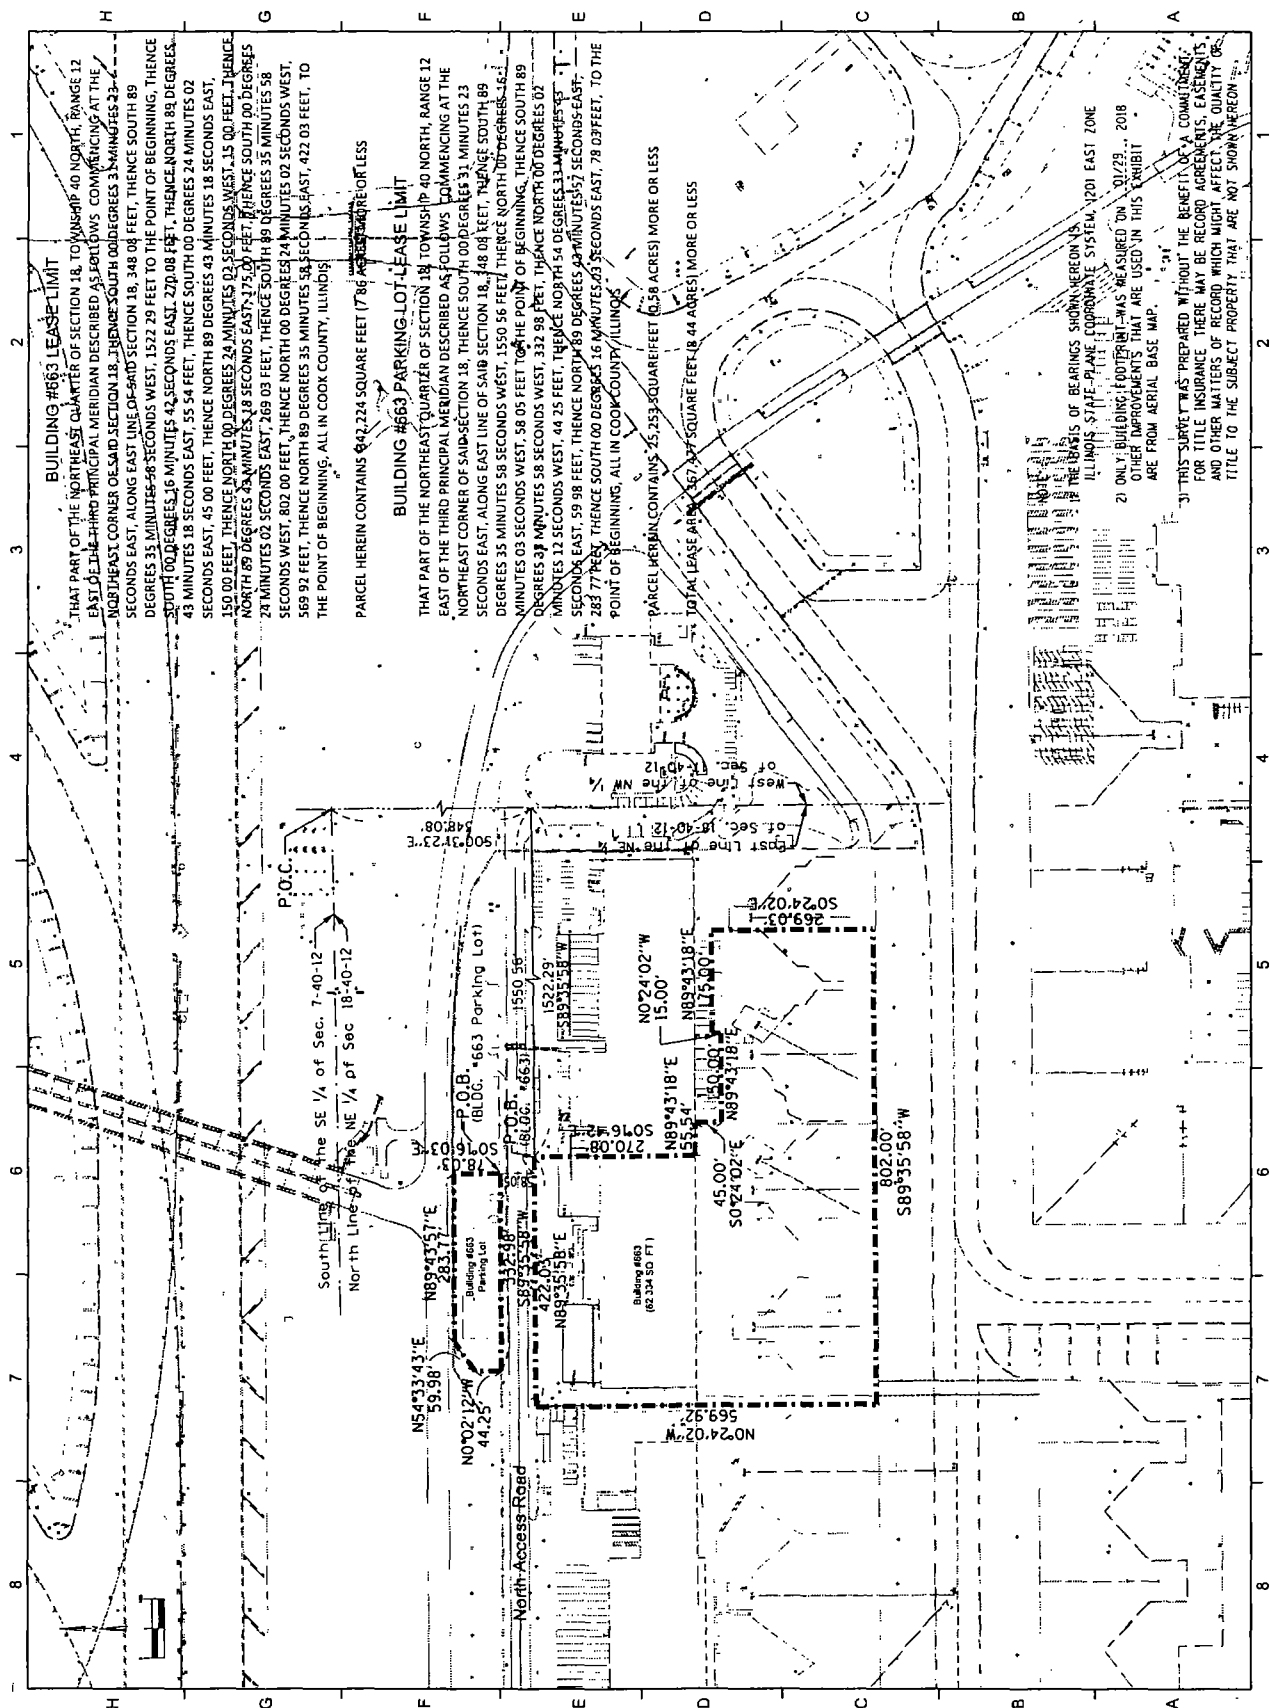 BUILDING #663 LEASE LIMIT
THAT PART OF THE NORTHEAST QUARTER OF SECTION 18, TOWNSHIP 40 NORTH, RANGE 12
EAST OF THE THIRD PRINCIPAL MERIDIAN DESCRIBED AS FOLLOWS COMMENCING AT THE
NORTHEAST CORNER OF SAID SECTION 18, THENCE SOUTH 00 DEGREES 31 MINUTES 23
SECONDS EAST, ALONG EAST LINE OF SAID SECTION 18, 348 08 FEET, THENCE SOUTH 89
DEGREES 35 MINUTES 58 SECONDS WEST, 1522 29 FEET TO THE POINT OF BEGINNING, THENCE
SOUTH 00 DEGREES 16 MINUTES 42 SECONDS EAST, 270.08 FEET, THENCE NORTH 89 DEGREES
43 MINUTES 18 SECONDS EAST, 55 54 FEET, THENCE SOUTH 00 DEGREES 24 MINUTES 02
SECONDS EAST, 45 00 FEET, THENCE NORTH 89 DEGREES 43 MINUTES 18 SECONDS EAST,
150 00 FEET, THENCE NORTH 00 DEGREES 24 MINUTES 02 SECONDS WEST, 15 00 FEET, THENCE
NORTH 89 DEGREES 43 MINUTES 18 SECONDS EAST, 175.00 FEET, THENCE SOUTH 00 DEGREES
24 MINUTES 02 SECONDS EAST, 269 03 FEET, THENCE SOUTH 89 DEGREES 35 MINUTES 58
SECONDS WEST, 802 00 FEET, THENCE NORTH 00 DEGREES 24 MINUTES 02 SECONDS WEST,
569 92 FEET, THENCE NORTH 89 DEGREES 35 MINUTES 58 SECONDS EAST, 422 03 FEET, TO
THE POINT OF BEGINNING, ALL IN COOK COUNTY, ILLINOIS
PARCEL HEREIN CONTAINS 342,224 SQUARE FEET (7 86 ACRES) MORE OR LESS
BUILDING #663 PARKING LOT LEASE LIMIT
THAT PART OF THE NORTHEAST QUARTER OF SECTION 18, TOWNSHIP 40 NORTH, RANGE 12
EAST OF THE THIRD PRINCIPAL MERIDIAN DESCRIBED AS FOLLOWS COMMENCING AT THE
NORTHEAST CORNER OF SAID SECTION 18, THENCE SOUTH 00 DEGREES 31 MINUTES 23
SECONDS EAST, ALONG EAST LINE OF SAID SECTION 18, 348 08 FEET, THENCE SOUTH 89
DEGREES 35 MINUTES 58 SECONDS WEST, 1550 56 FEET, THENCE NORTH 00 DEGREES 16
MINUTES 03 SECONDS WEST, 58 05 FEET TO THE POINT OF BEGINNING, THENCE SOUTH 89
DEGREES 35 MINUTES 58 SECONDS WEST, 332 98 FEET, THENCE NORTH 00 DEGREES 02
MINUTES 12 SECONDS WEST, 44 25 FEET, THENCE NORTH 54 DEGREES 33 MINUTES 43
SECONDS EAST, 59 98 FEET, THENCE NORTH 89 DEGREES 43 MINUTES 57 SECONDS EAST,
283 77 FEET, THENCE SOUTH 00 DEGREES 16 MINUTES 03 SECONDS EAST, 78 03 FEET, TO THE
POINT OF BEGINNING, ALL IN COOK COUNTY, ILLINOIS
PARCEL HEREIN CONTAINS 25,253 SQUARE FEET (0.58 ACRES) MORE OR LESS
TOTAL LEASE AREA 367,477 SQUARE FEET (8 44 ACRES) MORE OR LESS
NOTES
1) THE BASIS OF BEARINGS SHOWN HEREON IS
ILLINOIS STATE PLANE COORDINATE SYSTEM, 1201 EAST ZONE
2) ONLY BUILDING FOOTPRINT WAS MEASURED ON 01/29, 2018
OTHER IMPROVEMENTS THAT ARE USED IN THIS EXHIBIT
ARE FROM AERIAL BASE MAP.
3) THIS SURVEY WAS PREPARED WITHOUT THE BENEFIT OF A COMMITMENT
FOR TITLE INSURANCE THERE MAY BE RECORD AGREEMENTS, EASEMENTS
AND OTHER MATTERS OF RECORD WHICH MIGHT AFFECT THE QUALITY OF
TITLE TO THE SUBJECT PROPERTY THAT ARE NOT SHOWN HEREON
P.O.C.
South Line of the SE 1/4 of Sec. 7-40-12
North Line of the NE 1/4 of Sec 18-40-12
S00°31'23"E
348.08'
West Line of the NW 1/4
of Sec. 17-40-12
East Line of the NE 1/4
of Sec. 18-40-12
P.O.B.
(BLDG. #663 Parking Lot)
P.O.B.
(BLDG. #663)
1550 56'
1522.29'
S89°35'58"W
S0°16'03"E
78.03'
58.05'
N89°43'57"E
283.77'
Building #663
Parking Lot
332.98'
S89°35'58"W
422.03'
N89°35'58"E
N54°33'43"E
59.98'
N0°02'12"W
44.25'
North Access Road
Building #663
(62 334 SQ FT)
S0°16'42"E
270.08'
N89°43'18"E
55.54'
45.00'
S0°24'02"E
150.00'
N89°43'18"E
N0°24'02"W
15.00'
N89°43'18"E
175.00'
S0°24'02"E
269.03'
802.00'
S89°35'58"W
N0°24'02"W
569.92'
H
G
F
E
D
C
B
A
H
G
F
E
D
C
B
A
8
7
6
5
4
3
2
1
8
7
6
5
4
3
2
1